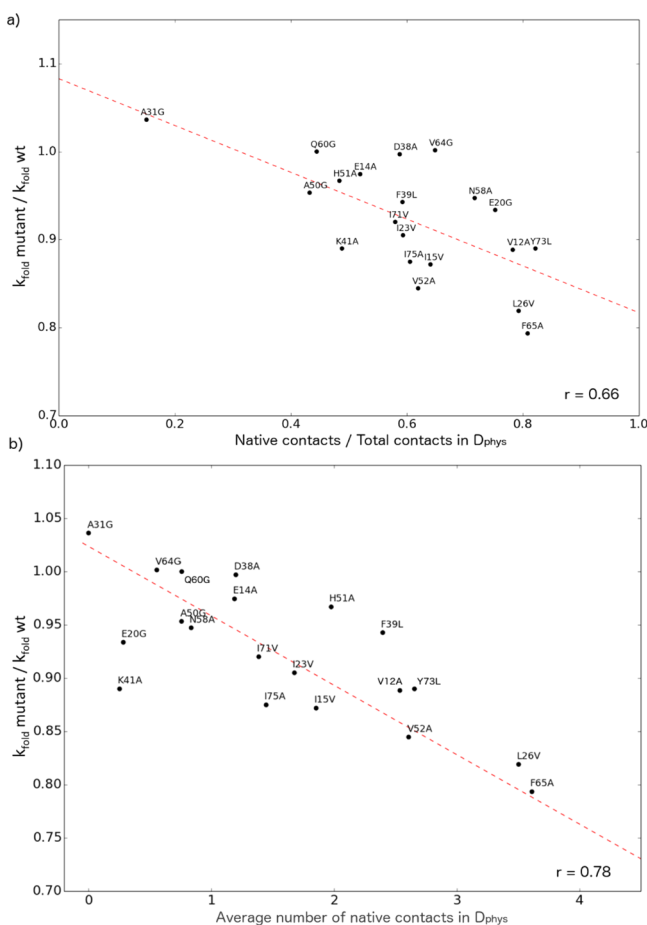 a)
1.1
A31G
Q60G
D38A
V64G
1.0
H51A
E14A
A50G
F39L
N58A
E20G
I71V
I23V
K41A
V12A
Y73L
0.9
I75A
I15V
V52A
L26V
F65A
0.8
0.7
k_fold mutant / k_fold wt
r = 0.66
0.0 0.2 0.4 0.6 0.8 1.0
Native contacts / Total contacts in Dphys
b)
1.10
1.05
A31G
V64G
Q60G
D38A
1.00
E14A
H51A
A50G
N58A
F39L
0.95
E20G
I71V
I23V
K41A
V12A
Y73L
0.90
I75A
I15V
0.85
V52A
L26V
F65A
0.80
0.75
0.70
k_fold mutant / k_fold wt
r = 0.78
0 1 2 3 4
Average number of native contacts in Dphys